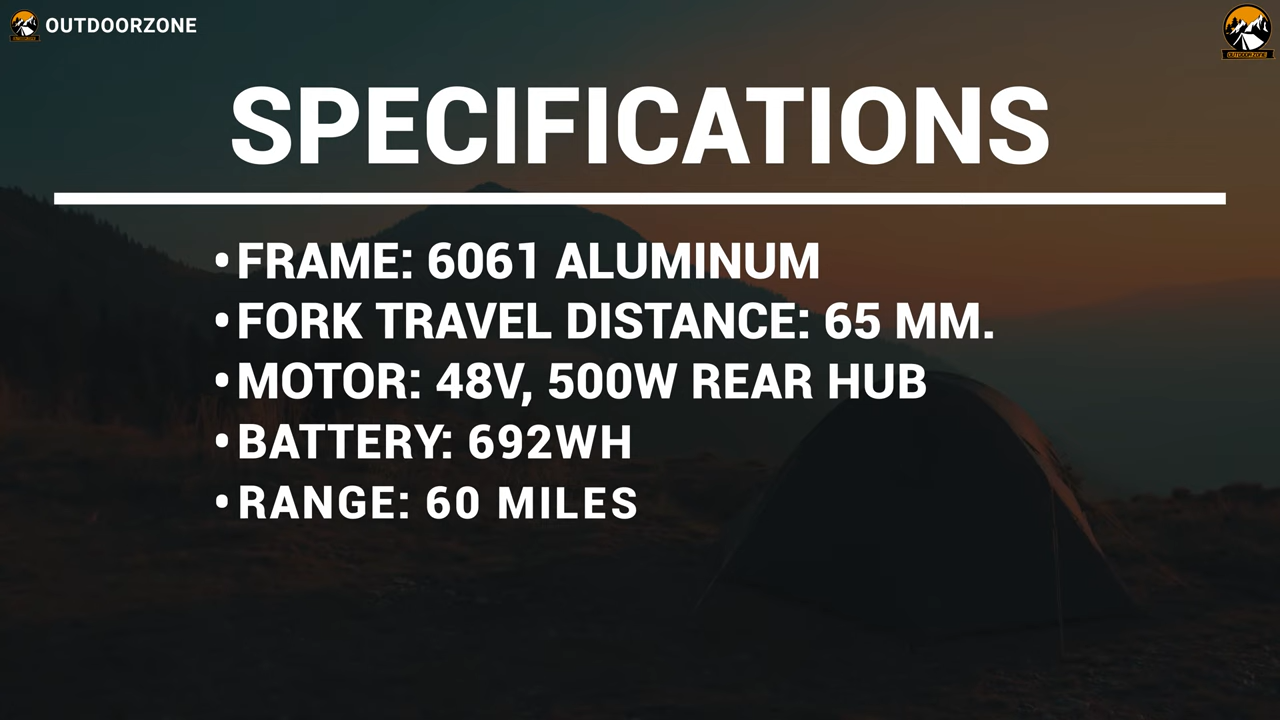 OUTDOORZONE
OUTDOORZONE
SPECIFICATIONS
•FRAME: 6061 ALUMINUM
•FORK TRAVEL DISTANCE: 65 MM.
•MOTOR: 48V, 500W REAR HUB
•BATTERY: 692WH
•RANGE: 60 MILES